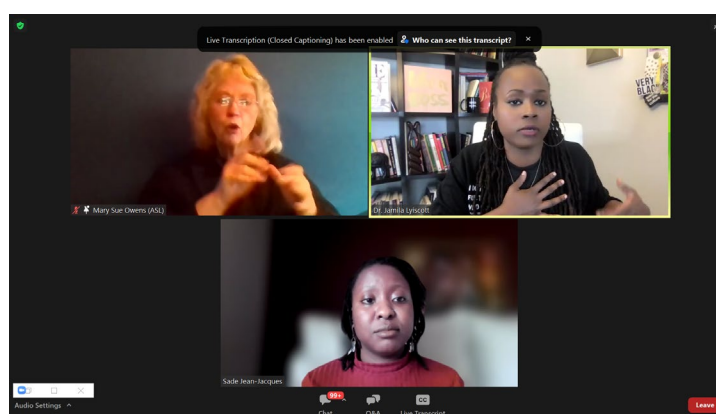 Live Transcription (Closed Captioning) has been enabled Who can see this transcript?
VERY
BLACK
Mary Sue Owens (ASL)
Dr. Jamila Lyiscott
Sade Jean-Jacques
99+
Audio Settings
Chat Q&A Live Transcript
CC
Leave